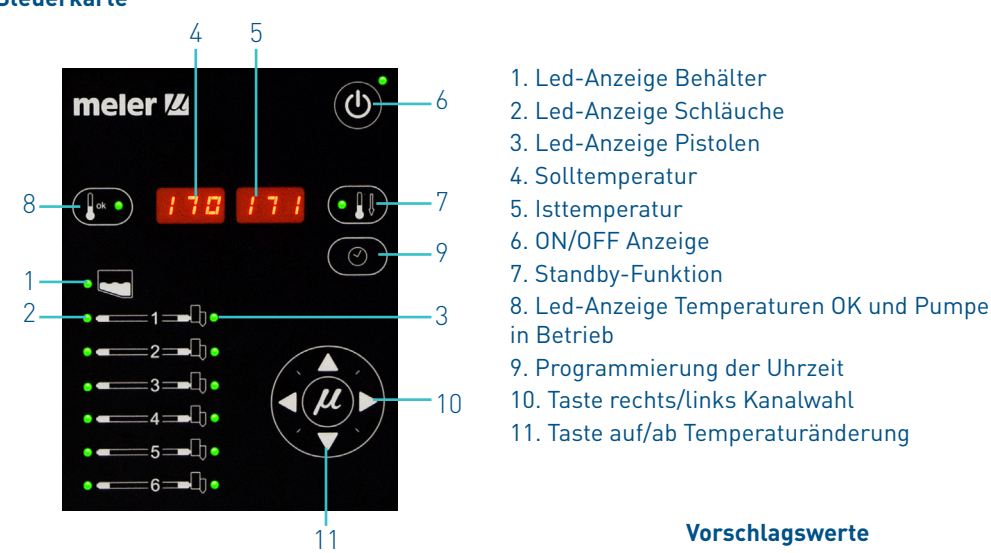 4 5
meler
6
8 ok 170 171 7
9
1
2 1 3
2
3
4 10
5
6
11
µ
1. Led-Anzeige Behälter
2. Led-Anzeige Schläuche
3. Led-Anzeige Pistolen
4. Solltemperatur
5. Isttemperatur
6. ON/OFF Anzeige
7. Standby-Funktion
8. Led-Anzeige Temperaturen OK und Pumpe
in Betrieb
9. Programmierung der Uhrzeit
10. Taste rechts/links Kanalwahl
11. Taste auf/ab Temperaturänderung
Vorschlagswerte